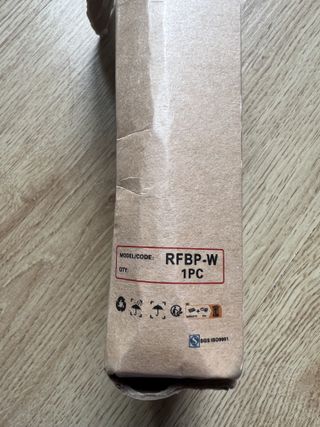 MODEL/CODE: RFBP-W
QTY: 1PC
SGS ISO9001